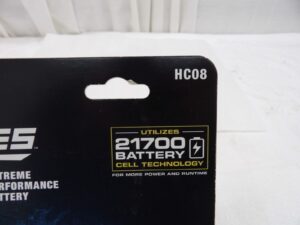 HC08
ES
TREME
RFORMANCE
TTERY
UTILIZES
21700
BATTERY
CELL TECHNOLOGY
FOR MORE POWER AND RUNTIME